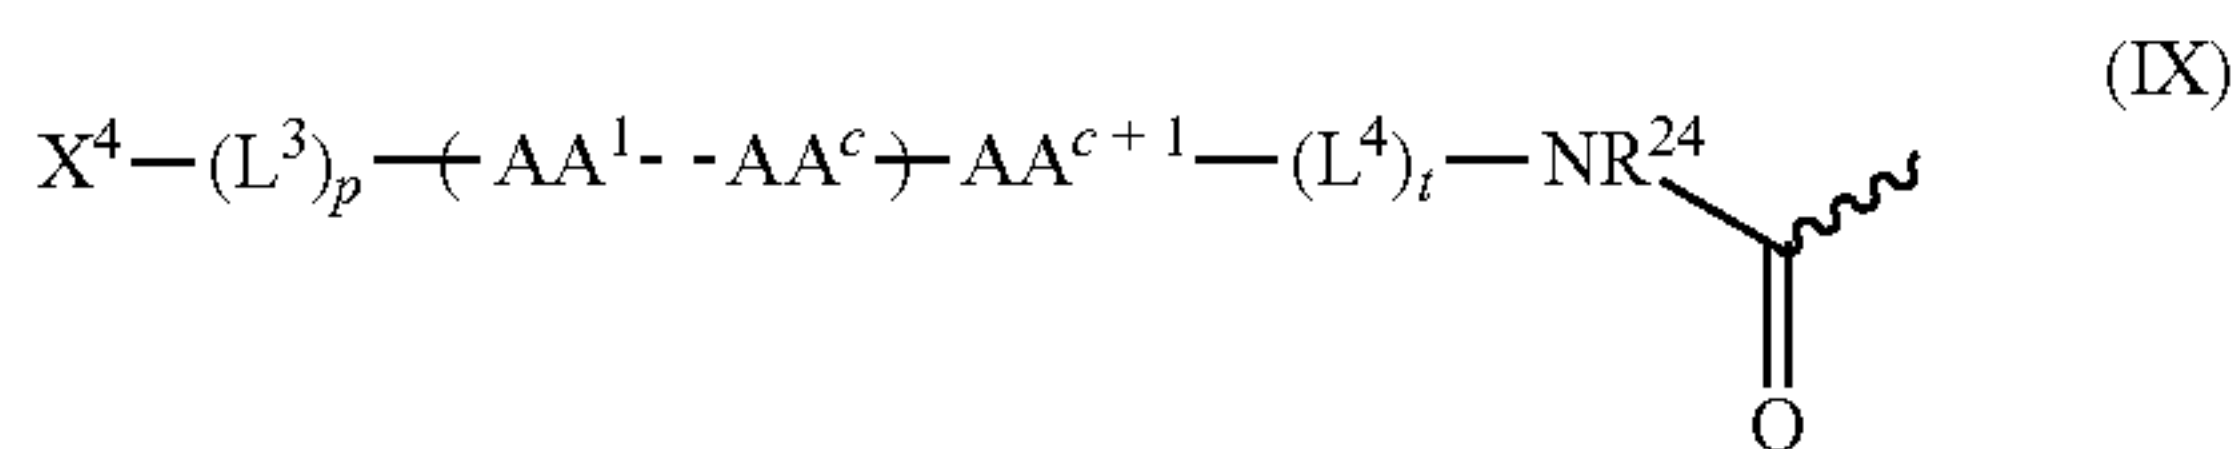 (IX)
X⁴—(L³)ₚ—(AA¹- -AAᶜ)—AAᶜ⁺¹—(L⁴)ₜ—NR²⁴
O